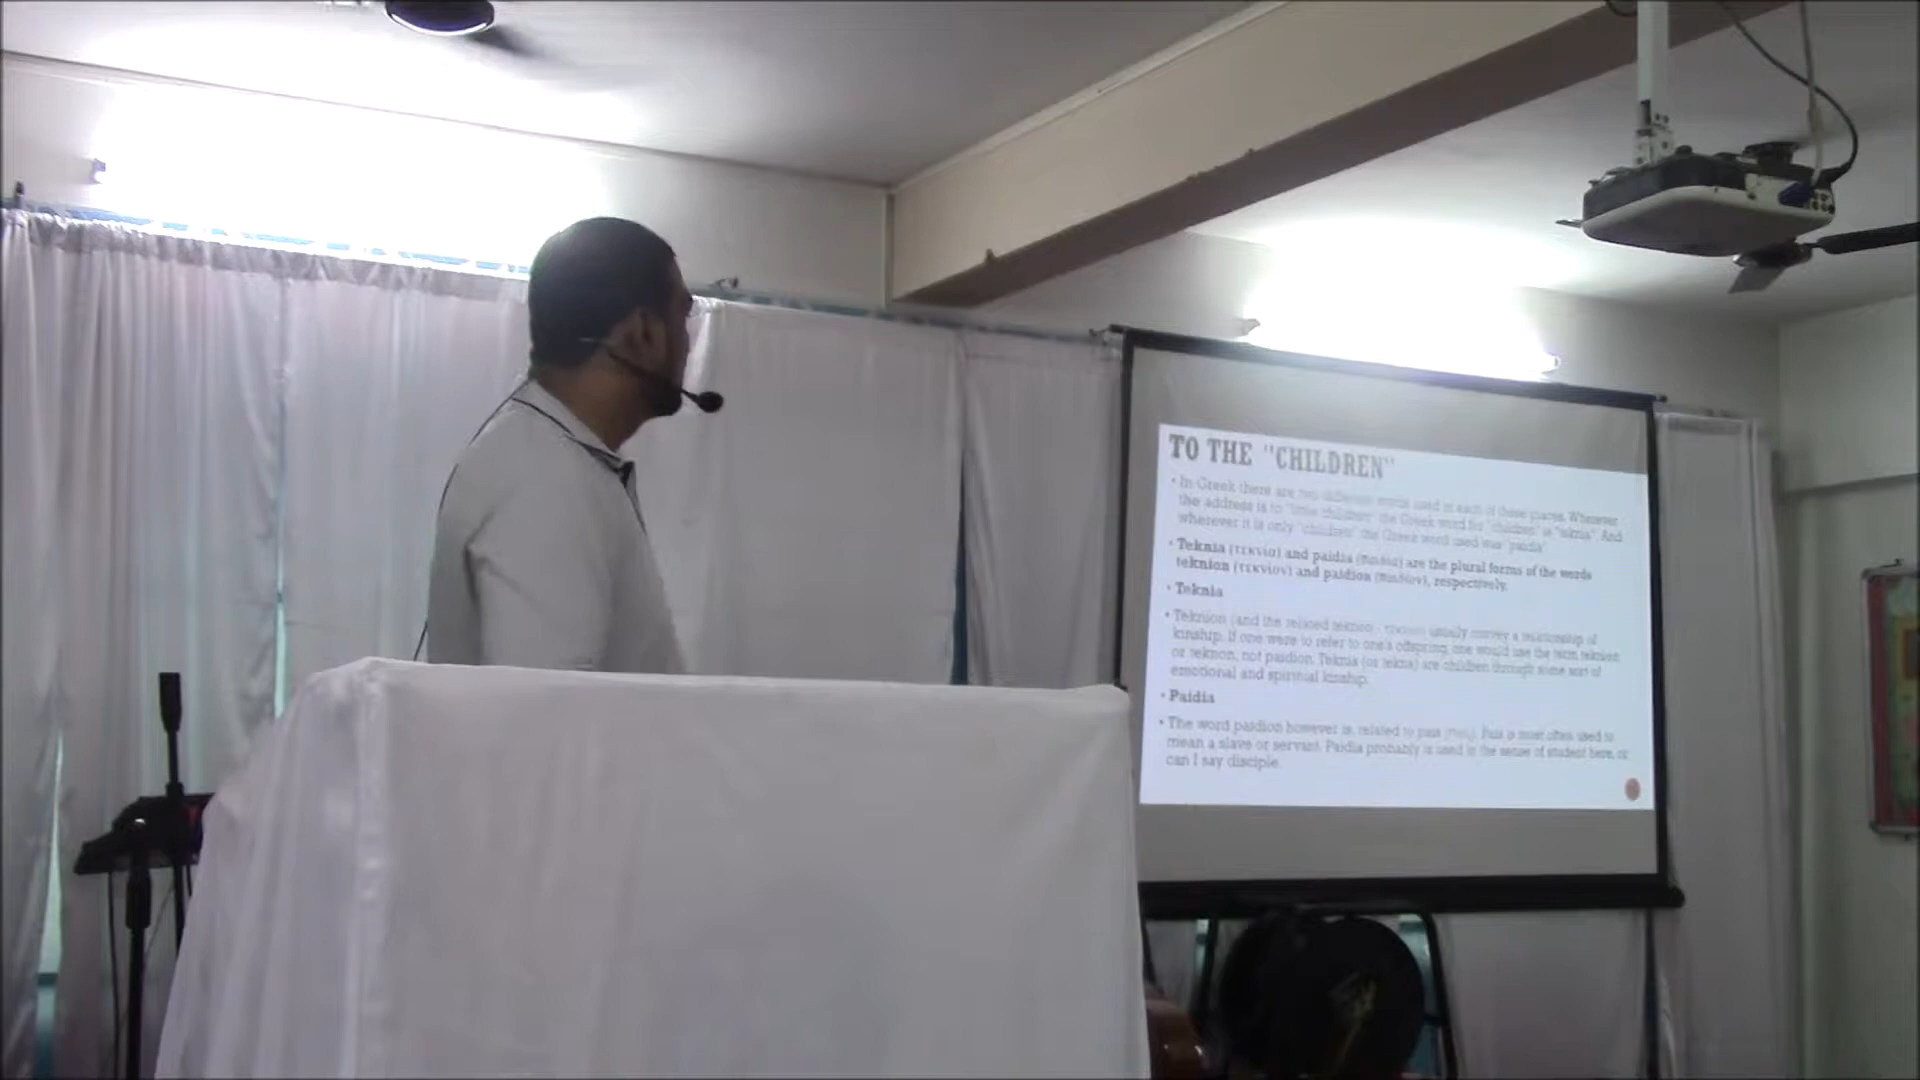 TO THE "CHILDREN"
• In Greek there are two different words used in each of these places. Wherever
the address is to "little children" the Greek word for "children" is "teknia". And
wherever it is only "children" the Greek word used was "paidia"
• Teknia (τεκνία) and paidia (παιδία) are the plural forms of the words
teknion (τεκνίον) and paidion (παιδίον), respectively.
• Teknia
• Teknion (and the related teknon - ) usually convey a relationship of
kinship. If one were to refer to one's offspring, one would use the term teknion
or teknon, not paidion. Teknia (or tekna) are children through some sort of
emotional and spiritual kinship.
• Paidia
• The word paidion however is, related to pais . Pais is most often used to
mean a slave or servant. Paidia probably is used in the sense of student here, or
can I say disciple.